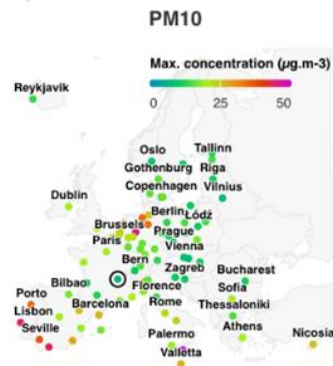 PM10
Max. concentration (µg.m-3)
0 25 50
Reykjavik
Oslo
Tallinn
Gothenburg
Riga
Copenhagen
Vilnius
Dublin
Berlin
Brussels
Łódź
Prague
Paris
Vienna
Bern
Zagreb
Bucharest
Bilbao
Florence
Sofia
Porto
Barcelona
Rome
Thessaloniki
Lisbon
Seville
Palermo
Athens
Nicosia
Valletta